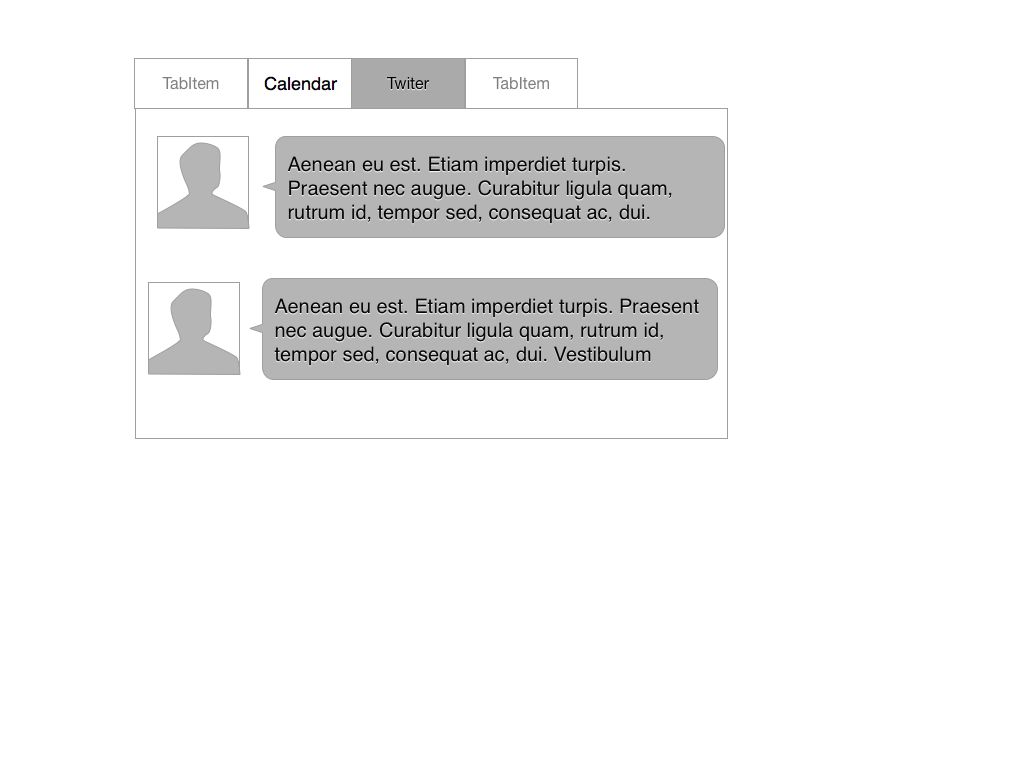 TabItem
Calendar
Twiter
TabItem
Aenean eu est. Etiam imperdiet turpis.
Praesent nec augue. Curabitur ligula quam,
rutrum id, tempor sed, consequat ac, dui.
Aenean eu est. Etiam imperdiet turpis. Praesent
nec augue. Curabitur ligula quam, rutrum id,
tempor sed, consequat ac, dui. Vestibulum